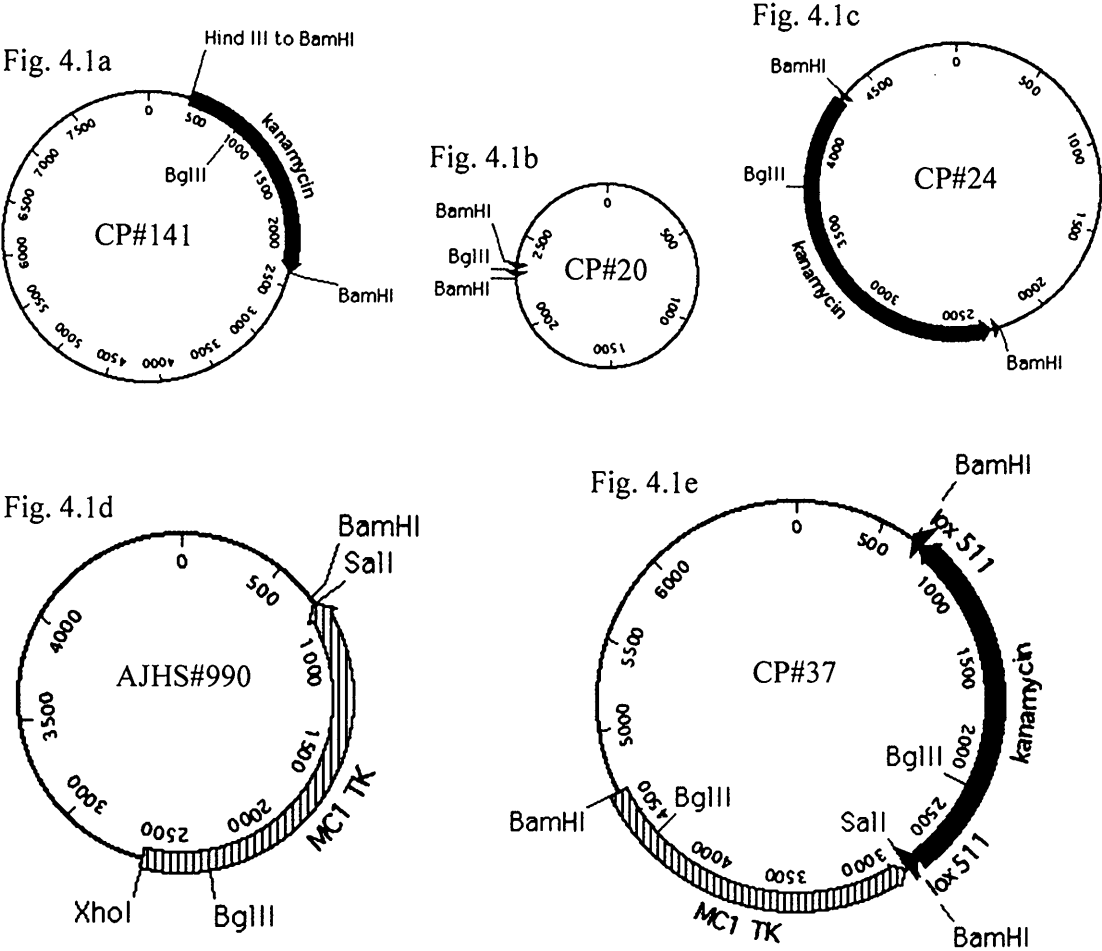 Fig. 4.1a
Hind III to BamHI
0
500
1000
1500
2000
2500
3000
3500
4000
4500
5000
5500
6000
6500
7000
7500
kanamycin
BglII
CP#141
BamHI
Fig. 4.1b
BamHI
BglII
BamHI
0
500
1000
1500
2000
2500
CP#20
Fig. 4.1c
BamHI
0
500
1000
1500
2000
2500
3000
3500
4000
4500
BglII
CP#24
kanamycin
BamHI
Fig. 4.1d
BamHI
SalI
0
500
1000
1500
2000
2500
3000
3500
4000
AJHS#990
MC1 TK
XhoI
BglII
Fig. 4.1e
BamHI
lox 511
0
500
1000
1500
2000
2500
3000
3500
4000
4500
5000
5500
6000
CP#37
kanamycin
BglII
BglII
BamHI
SalI
lox 511
MC1 TK
BamHI